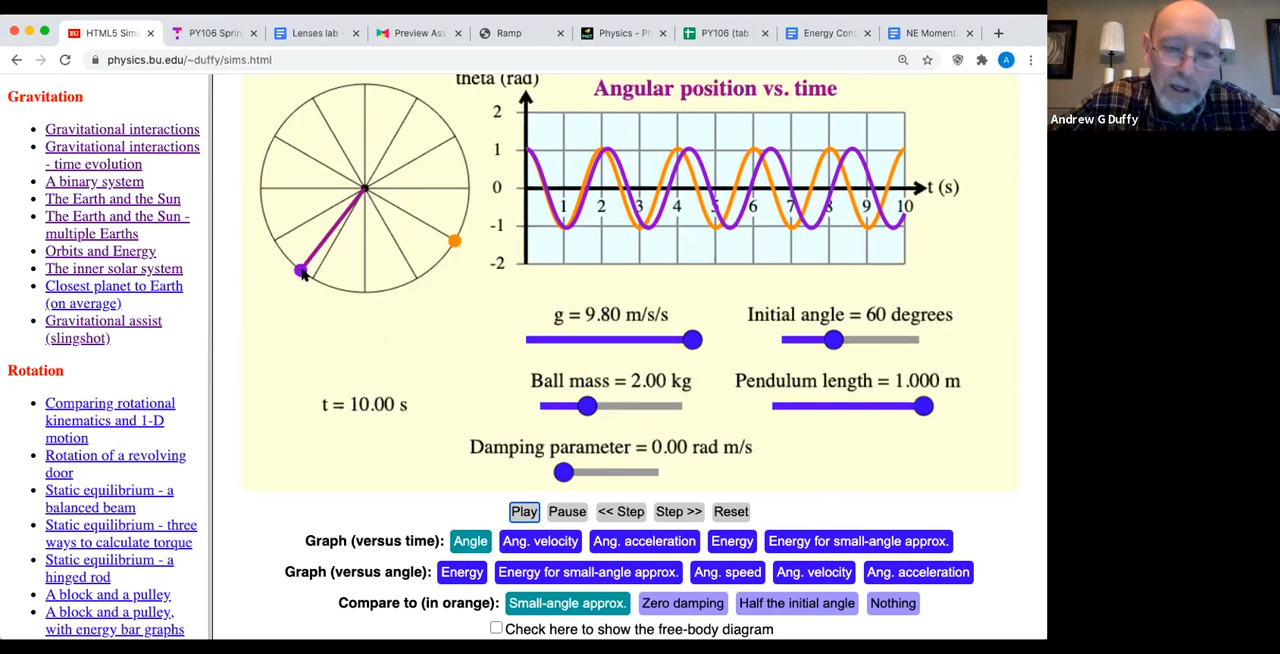 HTML5 Sim
PY106 Sprin
Lenses lab -
Preview Ass
Ramp
Physics - Ph
PY106 (tab
Energy Cons
NE Moment
physics.bu.edu/~duffy/sims.html
A
Andrew G Duffy
Gravitation
Gravitational interactions
Gravitational interactions
- time evolution
A binary system
The Earth and the Sun
The Earth and the Sun -
multiple Earths
Orbits and Energy
The inner solar system
Closest planet to Earth
(on average)
Gravitational assist
(slingshot)
Rotation
Comparing rotational
kinematics and 1-D
motion
Rotation of a revolving
door
Static equilibrium - a
balanced beam
Static equilibrium - three
ways to calculate torque
Static equilibrium - a
hinged rod
A block and a pulley
A block and a pulley,
with energy bar graphs
theta (rad)
Angular position vs. time
2
1
0
-1
-2
1 2 3 4 5 6 7 8 9 10
t (s)
g = 9.80 m/s/s
Initial angle = 60 degrees
Ball mass = 2.00 kg
Pendulum length = 1.000 m
t = 10.00 s
Damping parameter = 0.00 rad m/s
Play Pause << Step Step >> Reset
Graph (versus time): Angle Ang. velocity Ang. acceleration Energy Energy for small-angle approx.
Graph (versus angle): Energy Energy for small-angle approx. Ang. speed Ang. velocity Ang. acceleration
Compare to (in orange): Small-angle approx. Zero damping Half the initial angle Nothing
Check here to show the free-body diagram